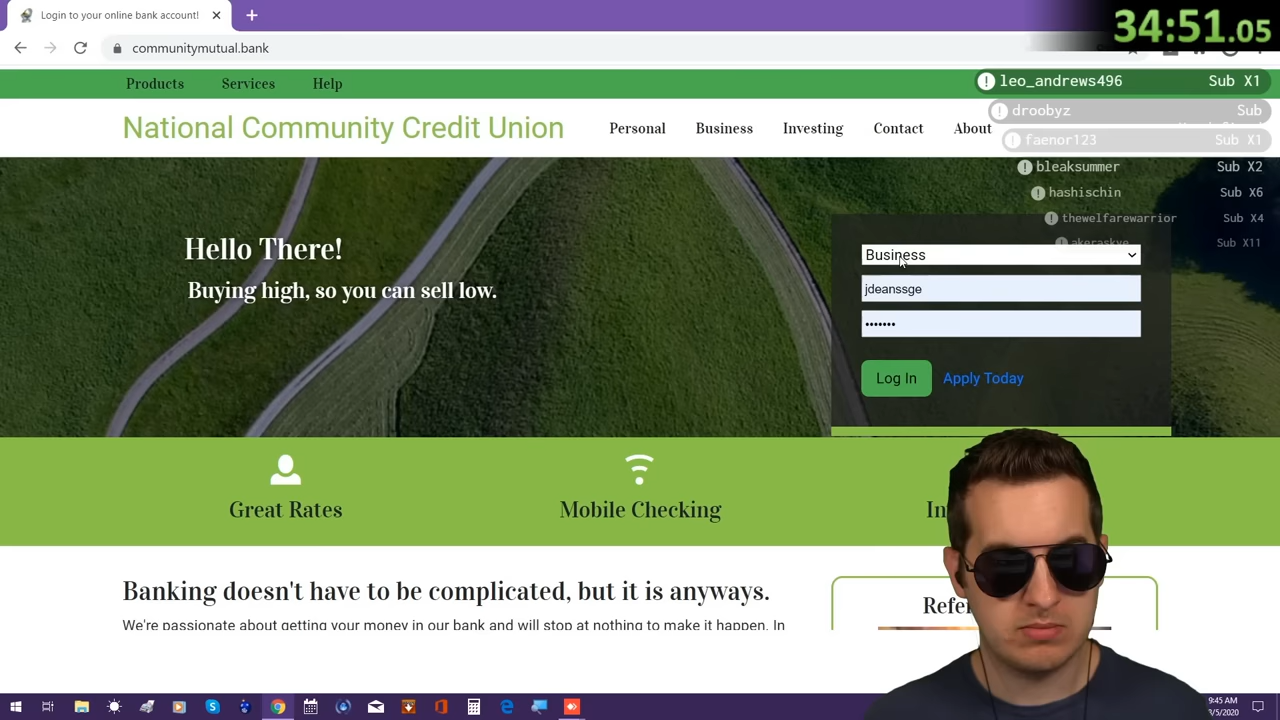 Login to your online bank account!
34:51.05
communitymutual.bank
Products Services Help
leo_andrews496 Sub X1
droobyz Sub
faenor123 Sub X1
bleaksummer Sub X2
hashischin Sub X6
thewelfarewarrior Sub X4
akeraskye Sub X11
National Community Credit Union
Personal Business Investing Contact About
Hello There!
Buying high, so you can sell low.
Business
jdeanssge
•••••••
Log In Apply Today
Great Rates
Mobile Checking
In
Banking doesn't have to be complicated, but it is anyways.
We're passionate about getting your money in our bank and will stop at nothing to make it happen. In
Refe
9:45 AM
8/5/2020